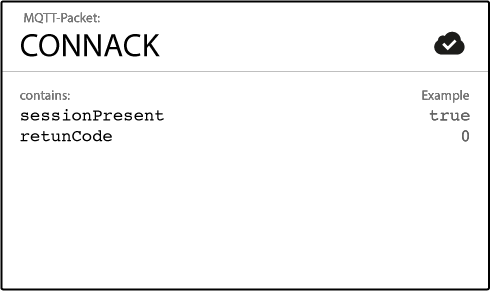 MQTT-Packet:
CONNACK
contains: Example
sessionPresent true
retunCode 0